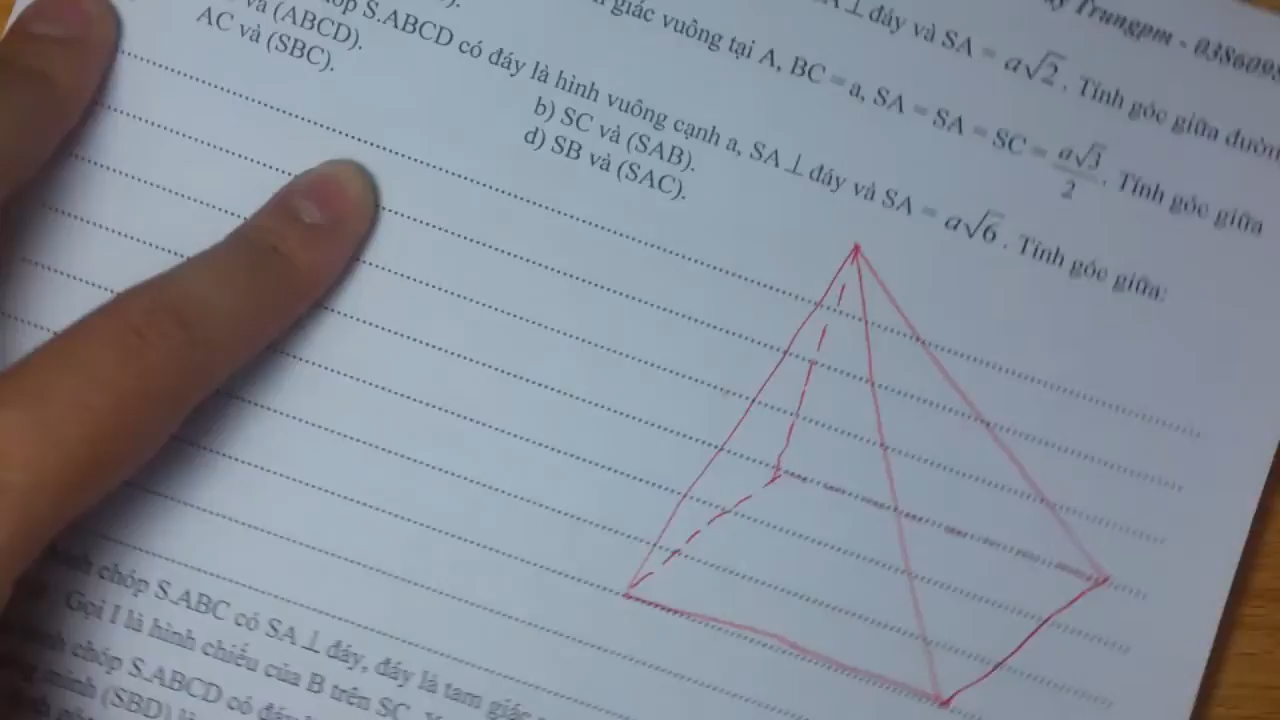 Trungpm - 038609
⊥ đáy và SA = a√2. Tính góc giữa đườn
giác vuông tại A, BC = a, SA = SA = SC = a√3/2. Tính góc giữa
S.ABCD có đáy là hình vuông cạnh a, SA ⊥ đáy và SA = a√6. Tính góc giữa:
và (ABCD). b) SC và (SAB).
AC và (SBC). d) SB và (SAC).
chóp S.ABC có SA ⊥ đáy, đáy là tam giác
Gọi I là hình chiếu của B trên SC.
chóp S.ABCD có đáy
minh (SBD)